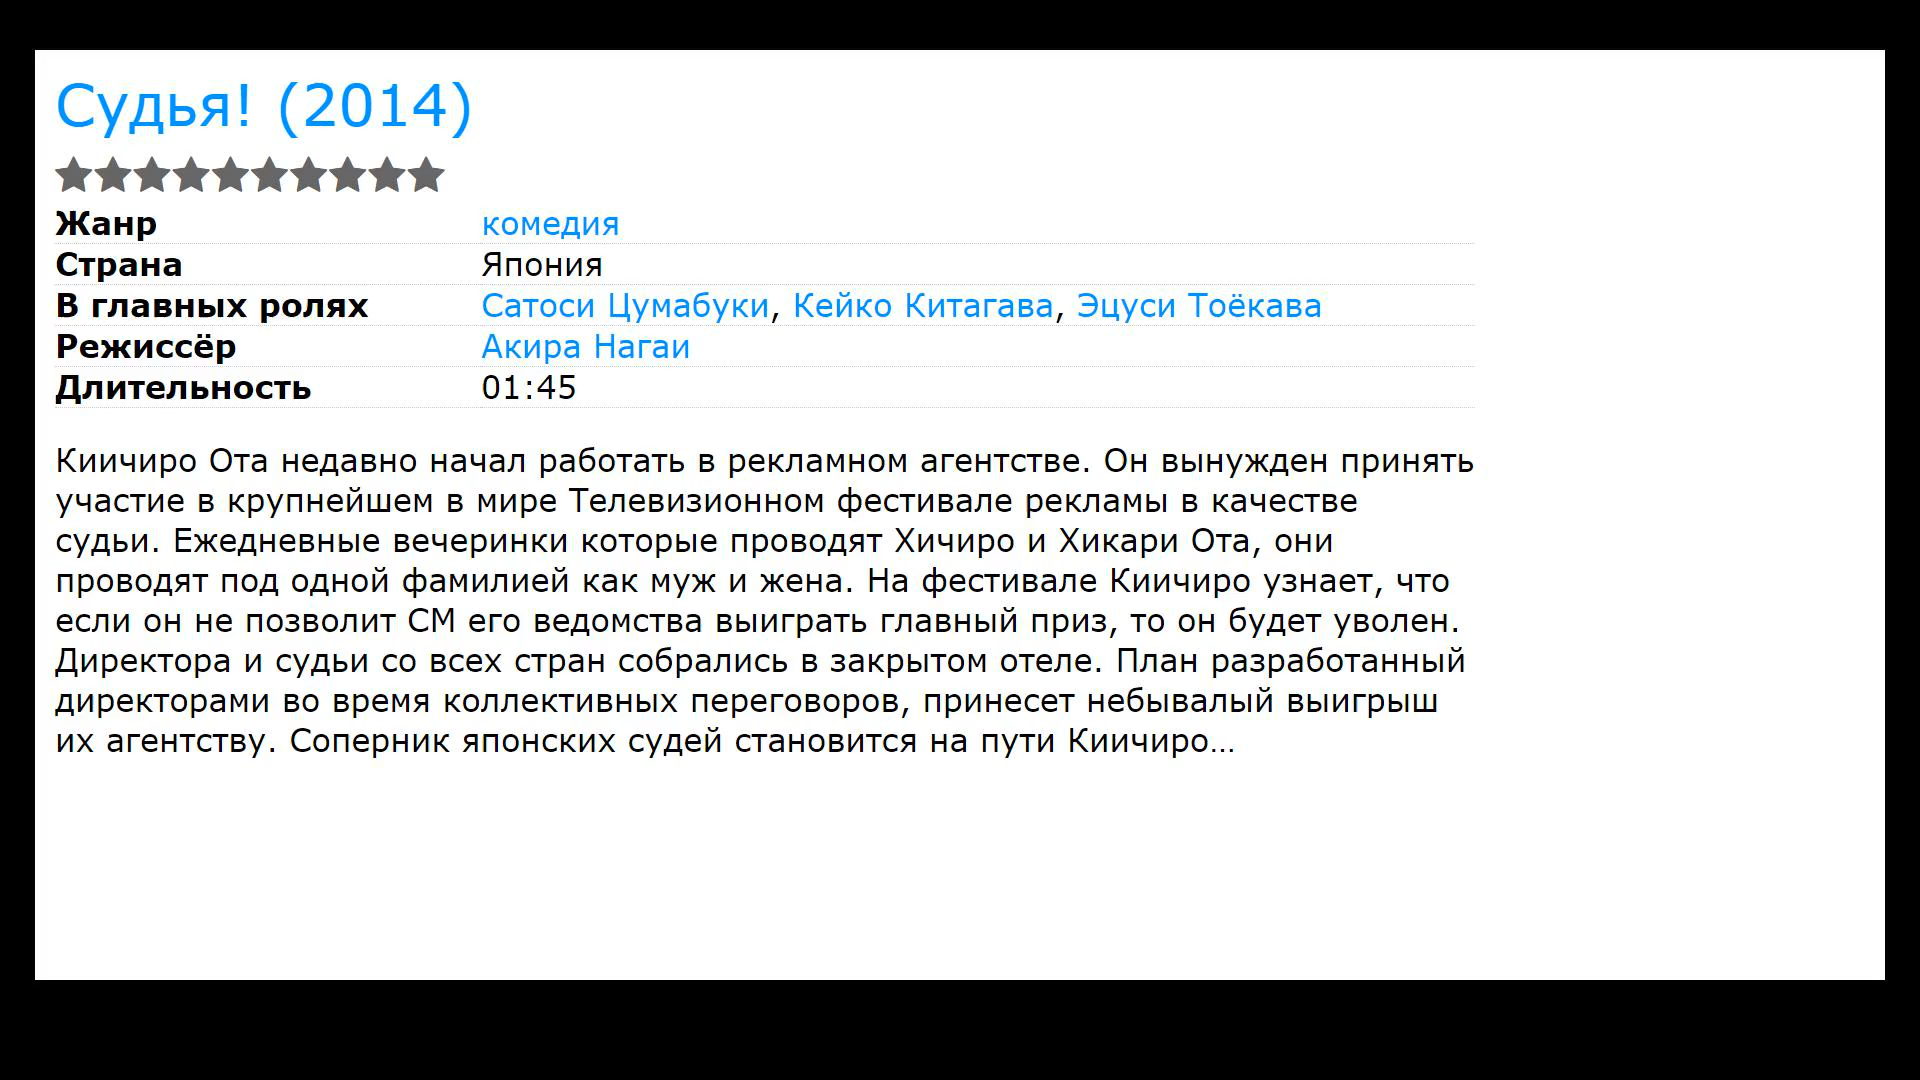 Судья! (2014)
Жанр комедия
Страна Япония
В главных ролях Сатоси Цумабуки, Кейко Китагава, Эцуси Тоёкава
Режиссёр Акира Нагаи
Длительность 01:45
Киичиро Ота недавно начал работать в рекламном агентстве. Он вынужден принять
участие в крупнейшем в мире Телевизионном фестивале рекламы в качестве
судьи. Ежедневные вечеринки которые проводят Хичиро и Хикари Ота, они
проводят под одной фамилией как муж и жена. На фестивале Киичиро узнает, что
если он не позволит СМ его ведомства выиграть главный приз, то он будет уволен.
Директора и судьи со всех стран собрались в закрытом отеле. План разработанный
директорами во время коллективных переговоров, принесет небывалый выигрыш
их агентству. Соперник японских судей становится на пути Киичиро…